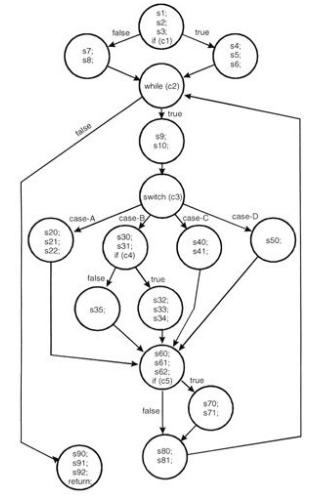 s1;
s2;
s3;
if (c1)
false
true
s7;
s8;
s4;
s5;
s6;
while (c2)
false
true
s9;
s10;
switch (c3)
case-A
case-B
case-C
case-D
s20;
s21;
s22;
s30;
s31;
if (c4)
s40;
s41;
s50;
false
true
s35;
s32;
s33;
s34;
s60;
s61;
s62;
if (c5)
true
false
s70;
s71;
s80;
s81;
s90;
s91;
s92;
return;